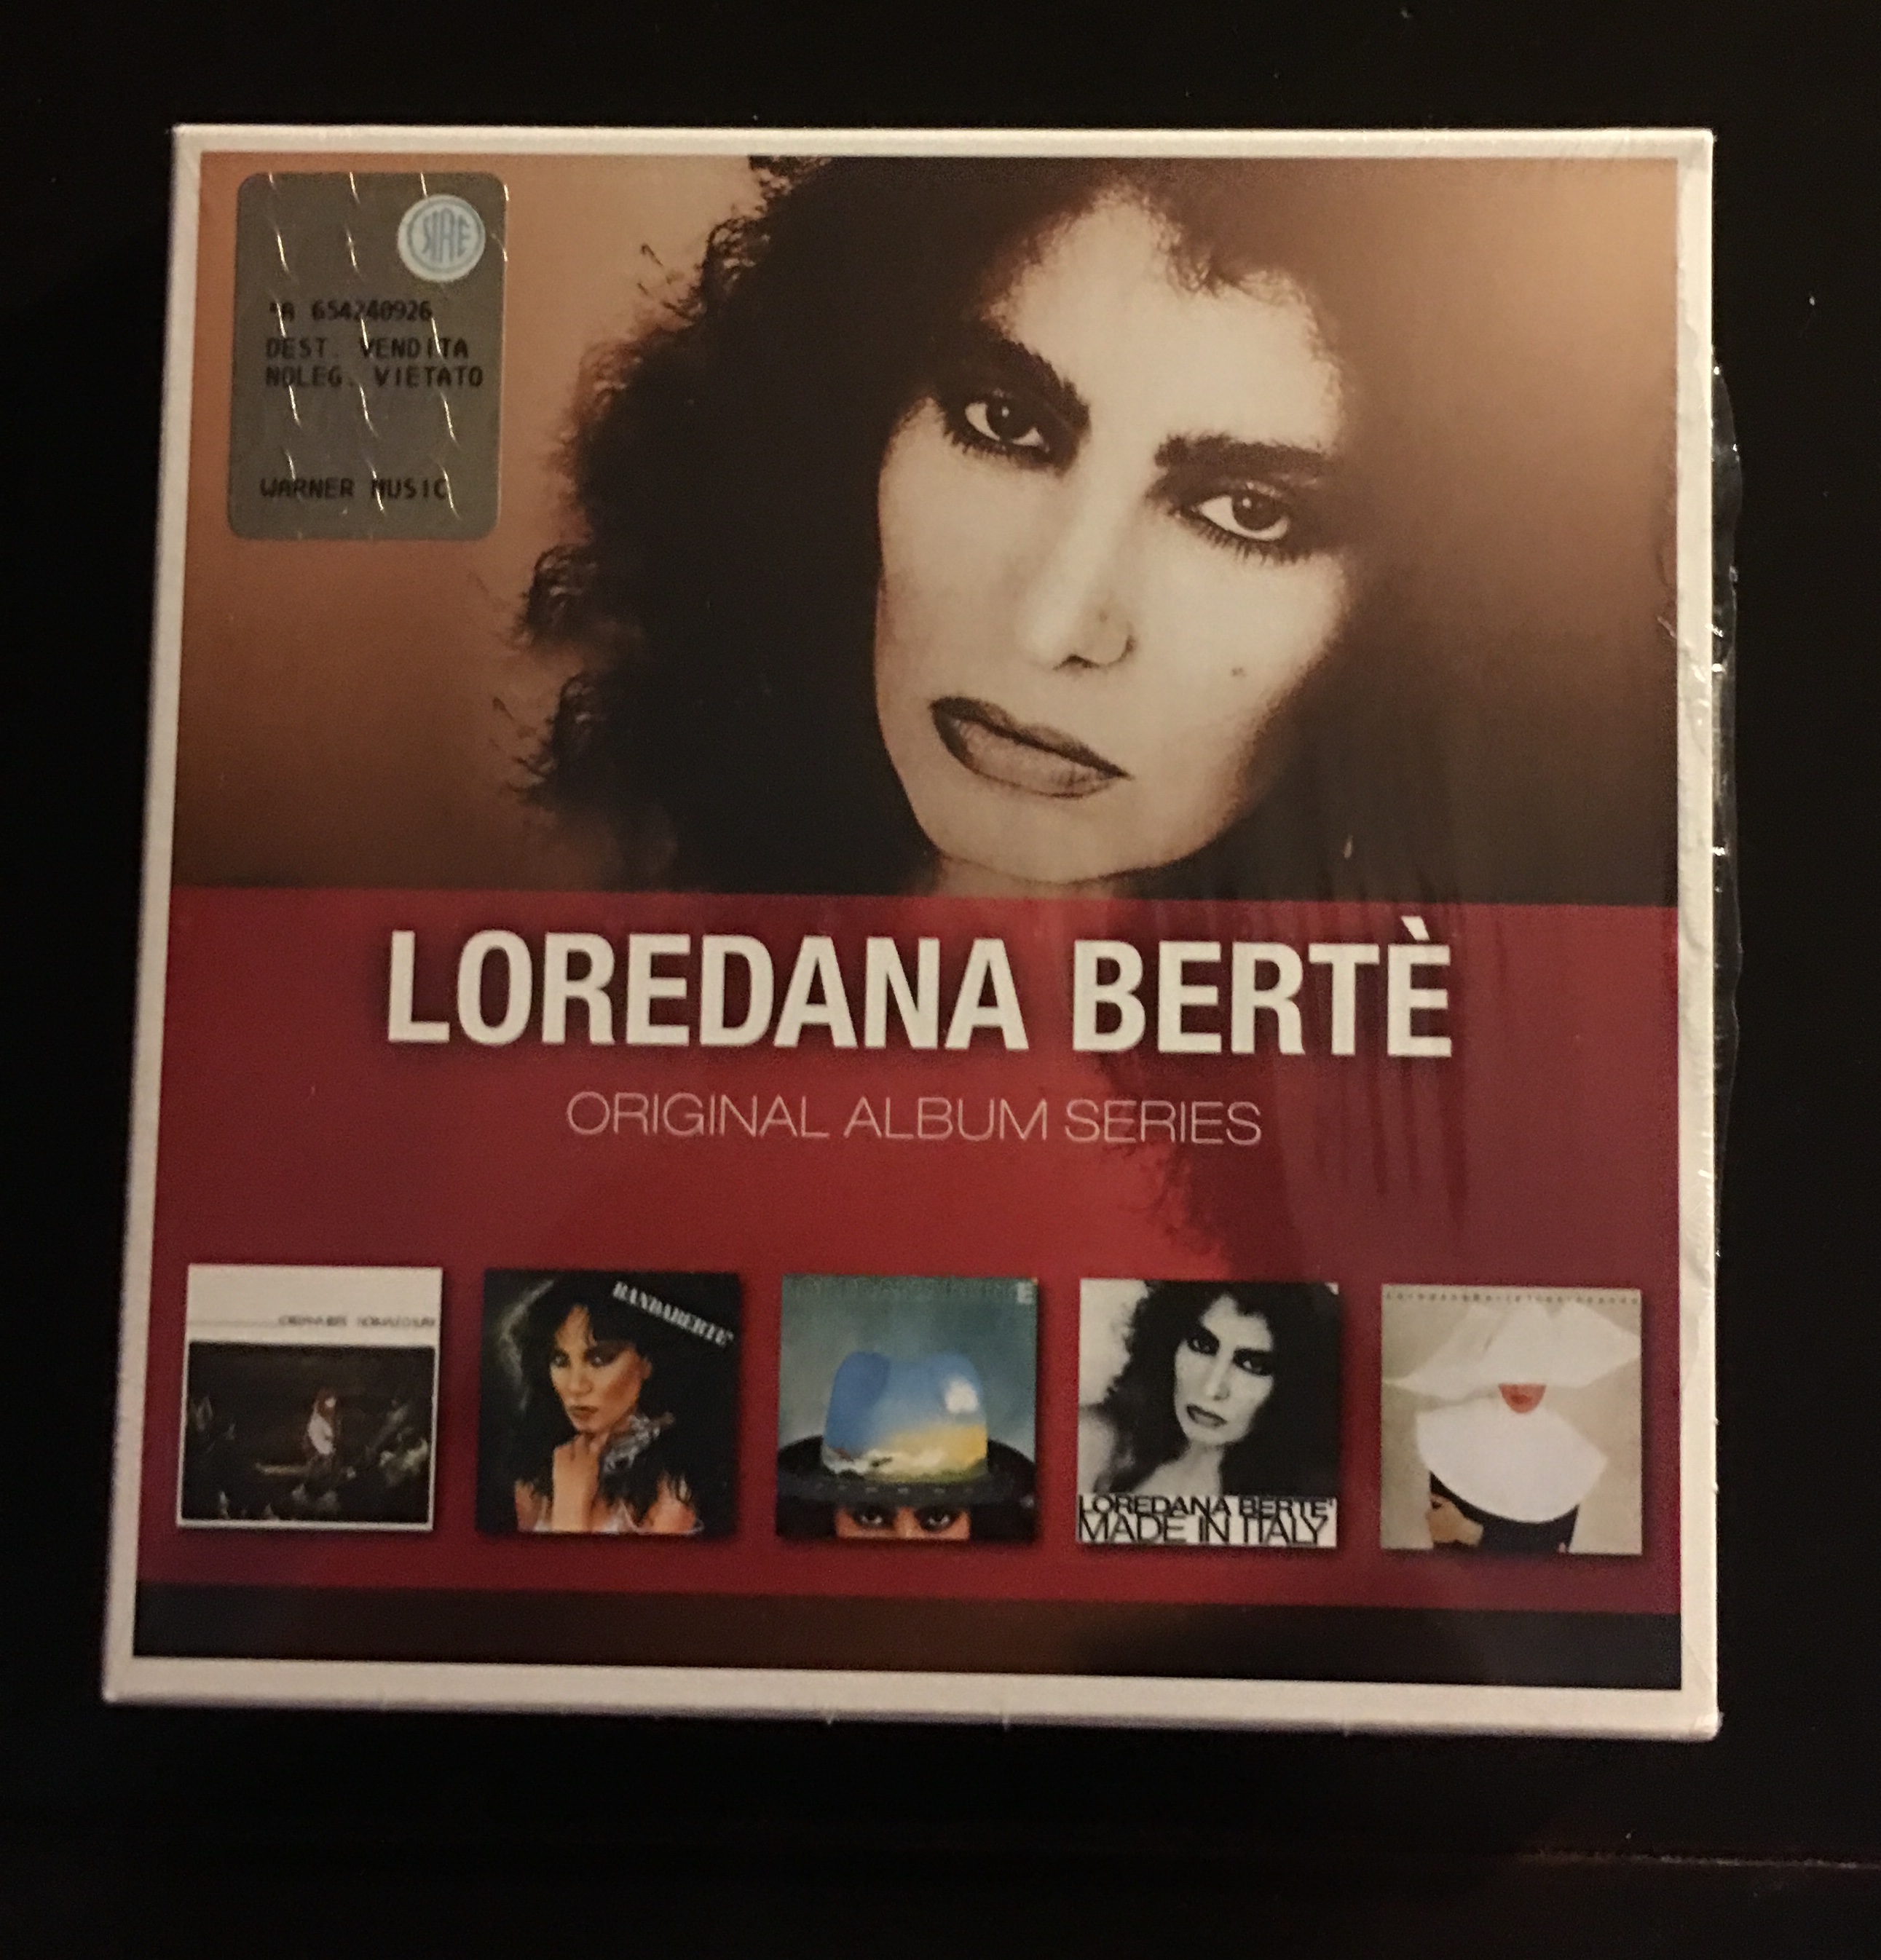 SIAE
*A 654240926
DEST. VENDITA
NOLEG. VIETATO
WARNER MUSIC
LOREDANA BERTÈ
ORIGINAL ALBUM SERIES
BANDABERTE'
LOREDANA BERTE'
MADE IN ITALY